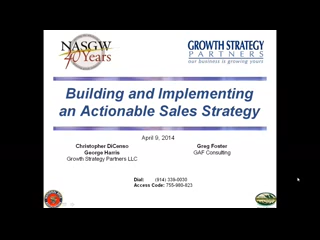 NASGW
40 Years
GROWTH STRATEGY
PARTNERS
our business is growing yours
Building and Implementing
an Actionable Sales Strategy
April 9, 2014
Christopher DiCenso
George Harris
Growth Strategy Partners LLC
Greg Foster
GAF Consulting
Dial: (914) 339-0030
Access Code: 755-980-823